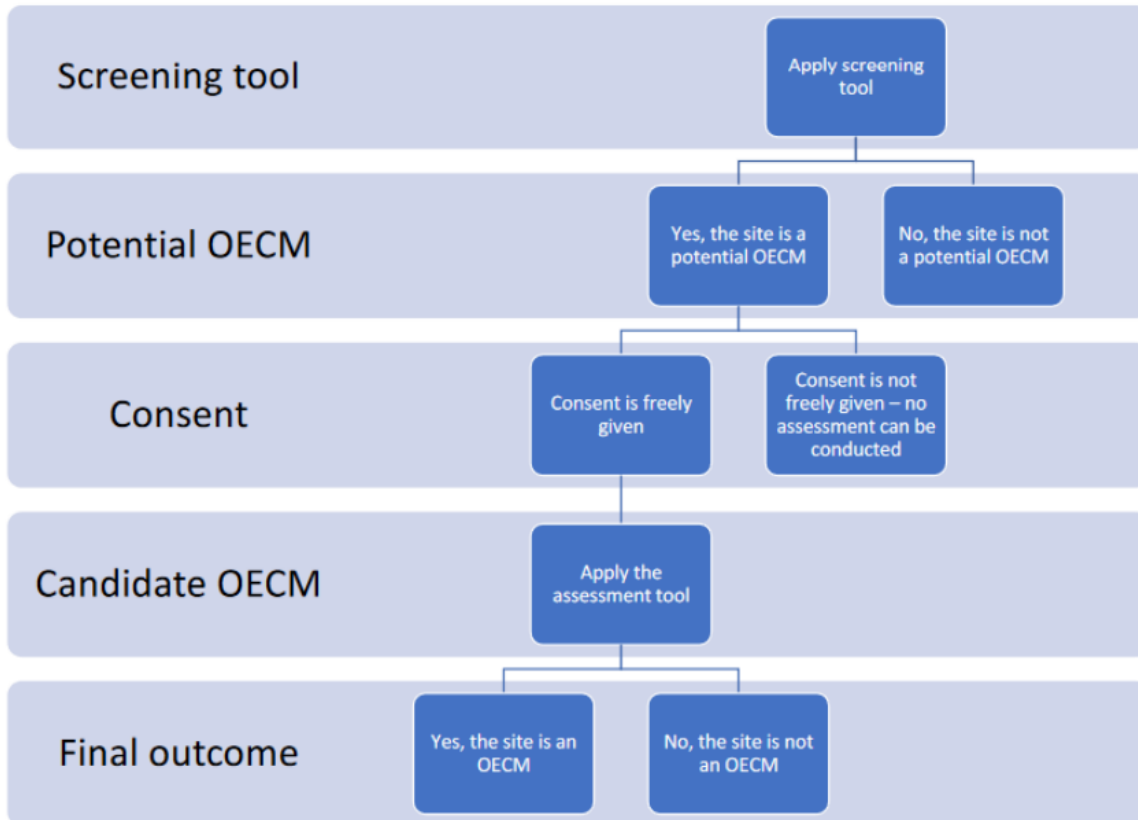 Screening tool
Apply screening
tool
Potential OECM
Yes, the site is a
potential OECM
No, the site is not
a potential OECM
Consent
Consent is freely
given
Consent is not
freely given – no
assessment can be
conducted
Candidate OECM
Apply the
assessment tool
Final outcome
Yes, the site is an
OECM
No, the site is not
an OECM